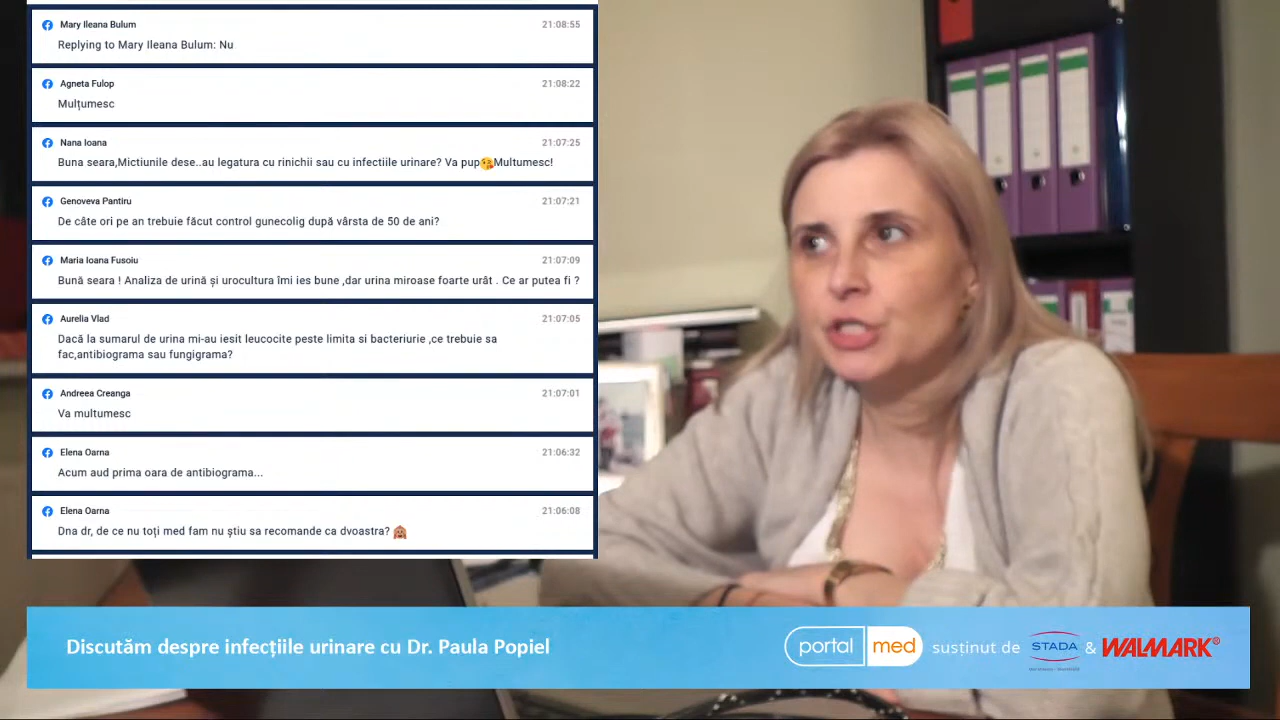 Mary Ileana Bulum 21:08:55
Replying to Mary Ileana Bulum: Nu
Agneta Fulop 21:08:22
Mulțumesc
Nana Ioana 21:07:25
Buna seara,Mictiunile dese..au legatura cu rinichii sau cu infectiile urinare? Va pup😘Multumesc!
Genoveva Pantiru 21:07:21
De câte ori pe an trebuie făcut control gunecolig după vârsta de 50 de ani?
Maria Ioana Fusoiu 21:07:09
Bună seara ! Analiza de urină și urocultura îmi ies bune ,dar urina miroase foarte urât . Ce ar putea fi ?
Aurelia Vlad 21:07:05
Dacă la sumarul de urina mi-au iesit leucocite peste limita si bacteriurie ,ce trebuie sa
fac,antibiograma sau fungigrama?
Andreea Creanga 21:07:01
Va multumesc
Elena Oarna 21:06:32
Acum aud prima oara de antibiograma...
Elena Oarna 21:06:08
Dna dr, de ce nu toți med fam nu știu sa recomande ca dvoastra? 🙈
Discutăm despre infecțiile urinare cu Dr. Paula Popiel
portal med susținut de STADA & WALMARK®